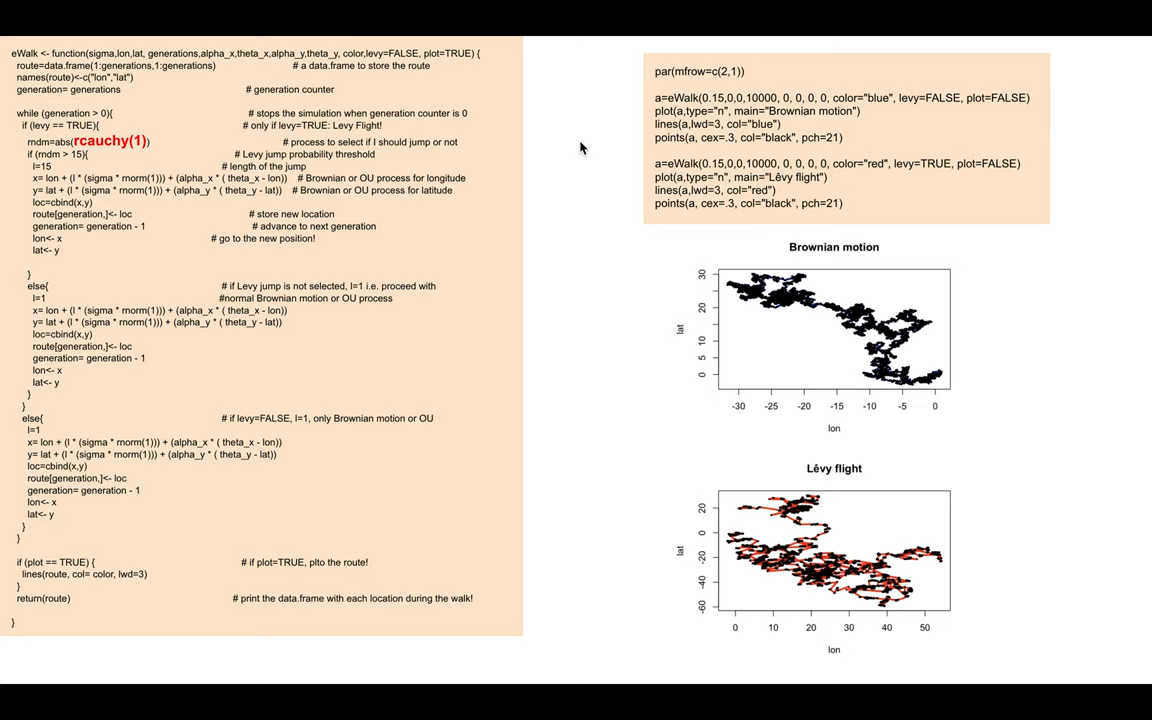 eWalk <- function(sigma,lon,lat, generations,alpha_x,theta_x,alpha_y,theta_y, color,levy=FALSE, plot=TRUE) {
route=data.frame(1:generations,1:generations) # a data.frame to store the route
names(route)<-c("lon","lat")
generation= generations # generation counter
while (generation > 0){ # stops the simulation when generation counter is 0
if (levy == TRUE){ # only if levy=TRUE: Levy Flight!
rndm=abs(rcauchy(1)) # process to select if I should jump or not
if (rndm > 15){ # Levy jump probability threshold
l=15 # length of the jump
x= lon + (l * (sigma * rnorm(1))) + (alpha_x * ( theta_x - lon)) # Brownian or OU process for longitude
y= lat + (l * (sigma * rnorm(1))) + (alpha_y * ( theta_y - lat)) # Brownian or OU process for latitude
loc=cbind(x,y)
route[generation,]<- loc # store new location
generation= generation - 1 # advance to next generation
lon<- x # go to the new position!
lat<- y
}
else{ # if Levy jump is not selected, l=1 i.e. proceed with
l=1 #normal Brownian motion or OU process
x= lon + (l * (sigma * rnorm(1))) + (alpha_x * ( theta_x - lon))
y= lat + (l * (sigma * rnorm(1))) + (alpha_y * ( theta_y - lat))
loc=cbind(x,y)
route[generation,]<- loc
generation= generation - 1
lon<- x
lat<- y
}
}
else{ # if levy=FALSE, l=1, only Brownian motion or OU
l=1
x= lon + (l * (sigma * rnorm(1))) + (alpha_x * ( theta_x - lon))
y= lat + (l * (sigma * rnorm(1))) + (alpha_y * ( theta_y - lat))
loc=cbind(x,y)
route[generation,]<- loc
generation= generation - 1
lon<- x
lat<- y
}
}
if (plot == TRUE) { # if plot=TRUE, plto the route!
lines(route, col= color, lwd=3)
}
return(route) # print the data.frame with each location during the walk!
}
par(mfrow=c(2,1))
a=eWalk(0.15,0,0,10000, 0, 0, 0, 0, color="blue", levy=FALSE, plot=FALSE)
plot(a,type="n", main="Brownian motion")
lines(a,lwd=3, col="blue")
points(a, cex=.3, col="black", pch=21)
a=eWalk(0.15,0,0,10000, 0, 0, 0, 0, color="red", levy=TRUE, plot=FALSE)
plot(a,type="n", main="Lêvy flight")
lines(a,lwd=3, col="red")
points(a, cex=.3, col="black", pch=21)
Brownian motion
30
20
10
5
0
lat
-30 -25 -20 -15 -10 -5 0
lon
Lêvy flight
20
0
-20
-40
-60
lat
0 10 20 30 40 50
lon